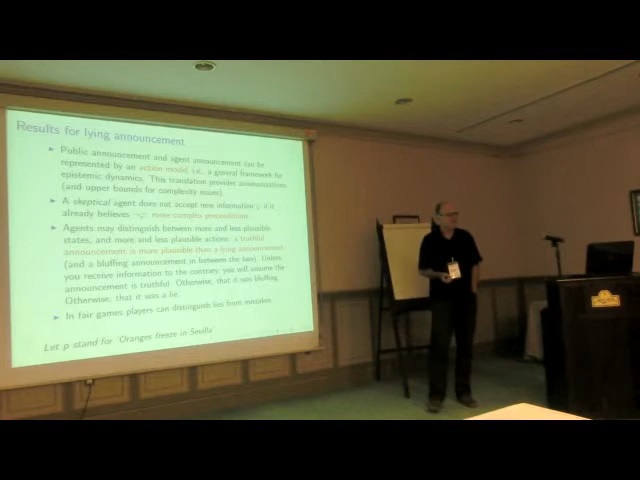 Results for lying announcement
▸ Public announcement and agent announcement can be
represented by an action model, i.e., a general framework for
epistemic dynamics. This translation provides axiomatizations
(and upper bounds for complexity issues).
▸ A skeptical agent does not accept new information φ if it
already believes ¬φ: more complex preconditions.
▸ Agents may distinguish between more and less plausible
states, and more and less plausible actions: a truthful
announcement is more plausible than a lying announcement
(and a bluffing announcement in between the two). Unless
you receive information to the contrary, you will assume the
announcement is truthful. Otherwise, that it was bluffing.
Otherwise, that it was a lie.
▸ In fair games players can distinguish lies from mistakes.
Let p stand for 'Oranges freeze in Sevilla'